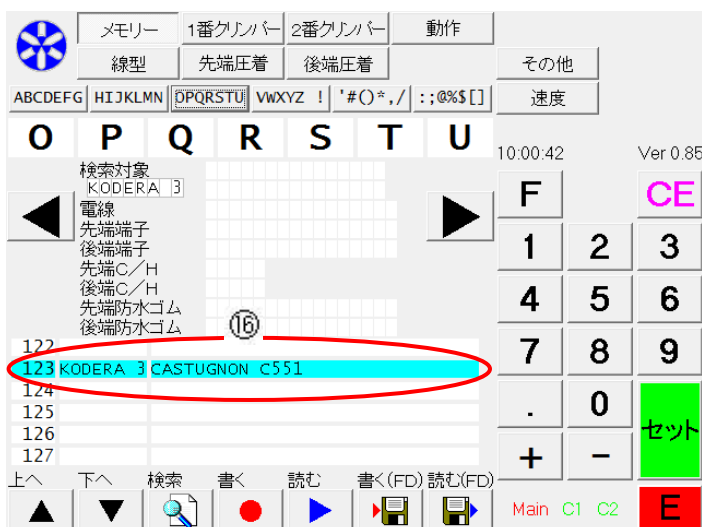 メモリー 1番クリンパー 2番クリンパー 動作
線型 先端圧着 後端圧着 その他
ABCDEFG HIJKLMN OPQRSTU VWXYZ ! '#()*,/ :;@%$[] 速度
O P Q R S T U
10:00:42 Ver 0.85
検索対象
KODERA 3
電線
先端端子
後端端子
先端C/H
後端C/H
先端防水ゴム
後端防水ゴム
⑯
F CE
1 2 3
4 5 6
7 8 9
. 0 セット
+ −
122
123 KODERA 3 CASTUGNON C551
124
125
126
127
上へ 下へ 検索 書く 読む 書く(FD) 読む(FD)
Main C1 C2 E